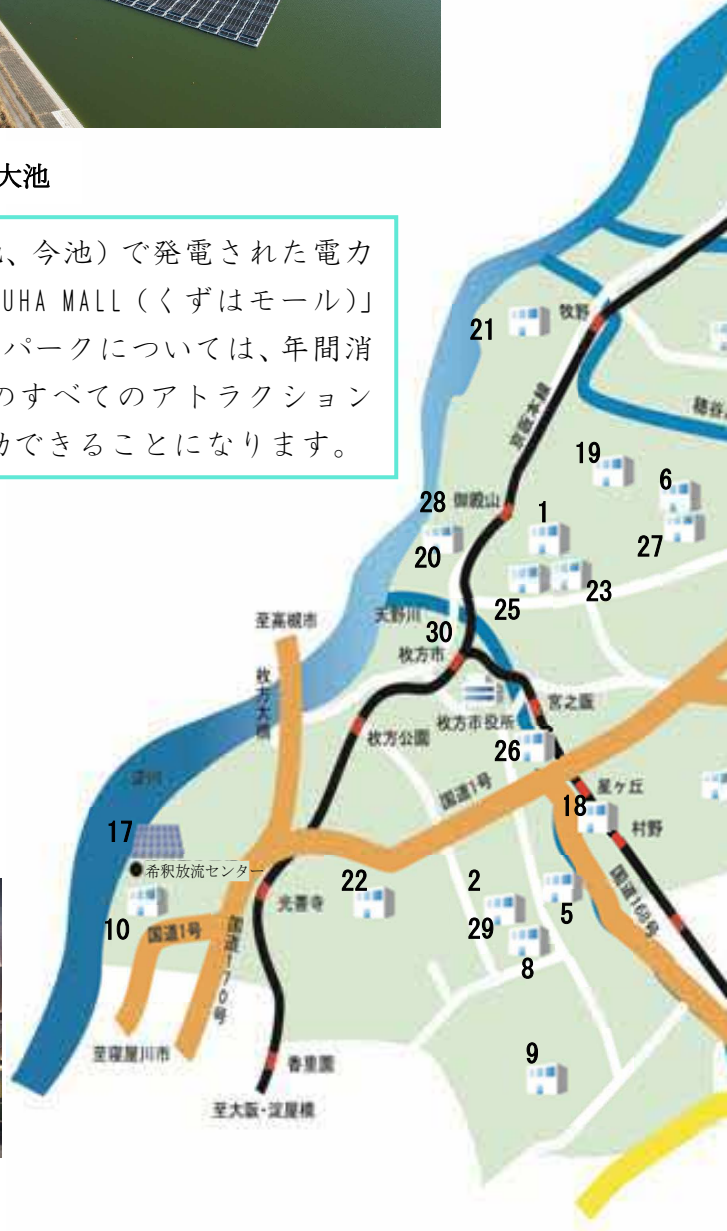 大池
、今池）で発電された電力
UHA MALL（くずはモール）」
パークについては、年間消
のすべてのアトラクション
できることになります。
21
牧野
穂谷
京阪本線
19
6
28
御殿山
1
27
20
25
23
天野川
30
至高槻市
枚方市
枚方大橋
宮之阪
枚方市役所
枚方公園
26
国道1号
星ヶ丘
淀川
18
村野
17
希釈放流センター
22
2
国道168号
光善寺
5
10
国道1号
29
国道170号
8
至寝屋川市
香里園
9
至大阪・淀屋橋